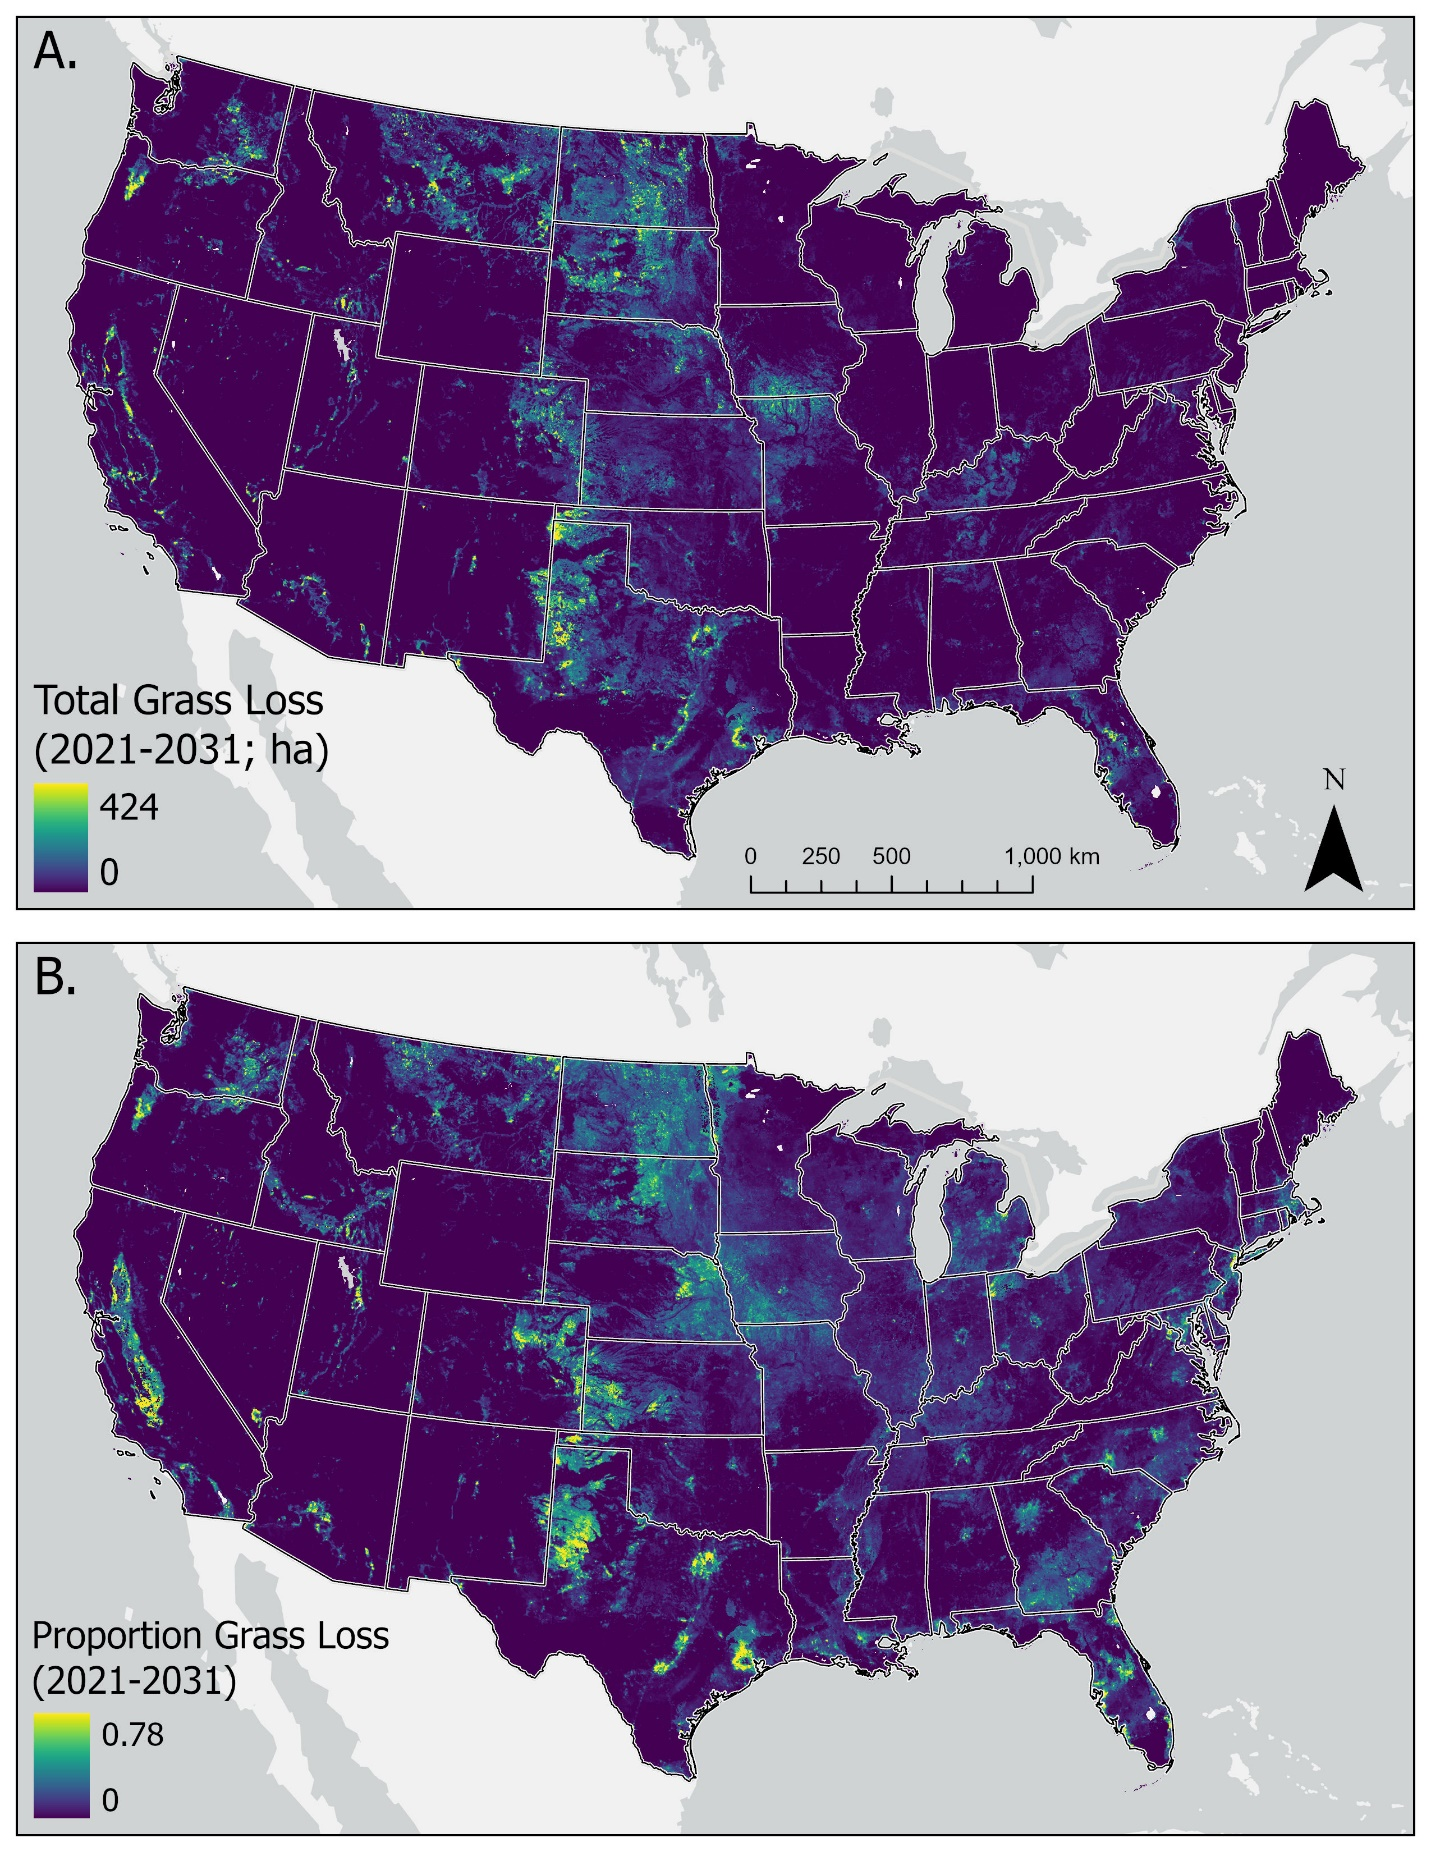 A.
Total Grass Loss
(2021-2031; ha)
424
0
0 250 500 1,000 km
N
B.
Proportion Grass Loss
(2021-2031)
0.78
0